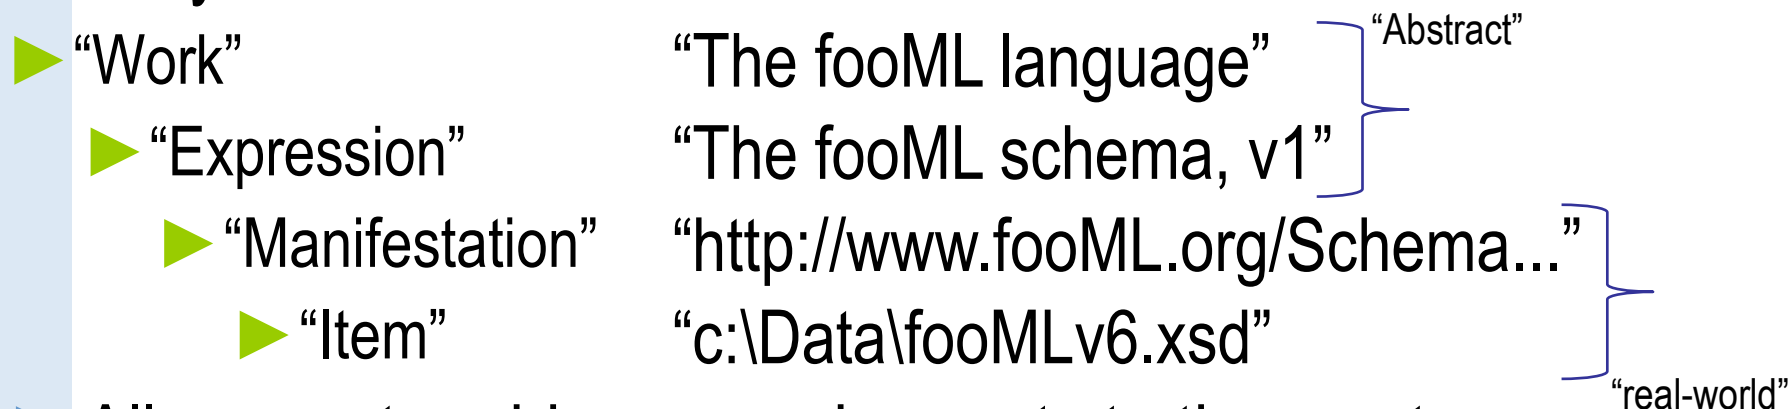 “Abstract”
“Work” “The fooML language”
“Expression” “The fooML schema, v1”
“Manifestation” “http://www.fooML.org/Schema...”
“Item” “c:\Data\fooMLv6.xsd”
“real-world”